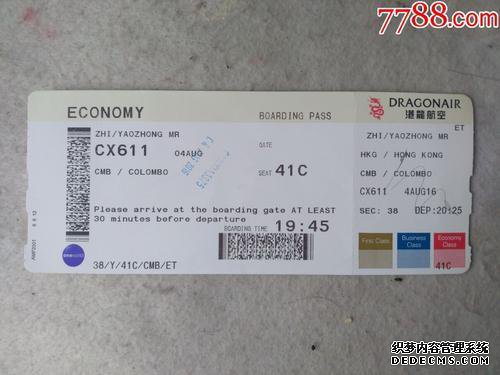 7788.com
ECONOMY
BOARDING PASS
DRAGONAIR
港龍航空
ET
ZHI/YAOZHONG MR
CX611 04AUG
CMB / COLOMBO
GATE
SEAT 41C
Please arrive at the boarding gate AT LEAST
30 minutes before departure
BOARDING TIME 19:45
oneworld
38/Y/41C/CMB/ET
ZHI/YAOZHONG MR
HKG / HONG KONG
CMB / COLOMBO
CX611 4AUG16
SEC: 38 DEP:20:25
First Class
Business Class
Economy Class
41C
织梦内容管理系统
DEDECMS.COM